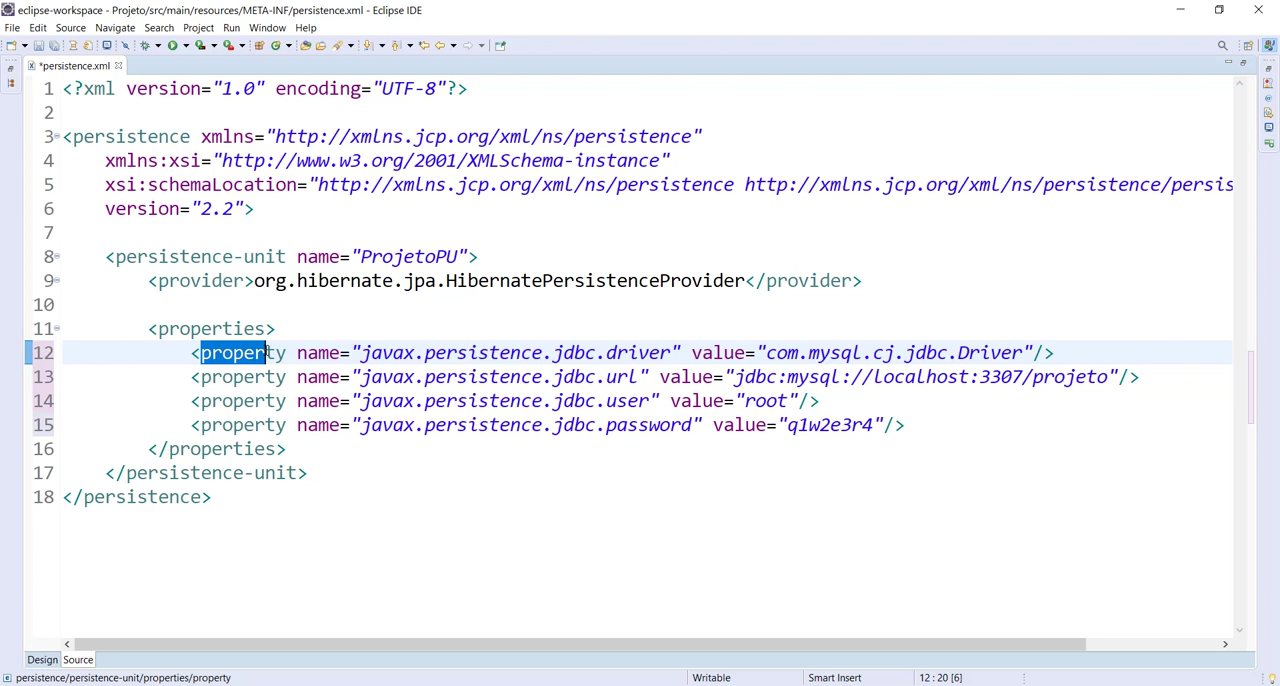 eclipse-workspace - Projeto/src/main/resources/META-INF/persistence.xml - Eclipse IDE
File Edit Source Navigate Search Project Run Window Help
*persistence.xml
1 <?xml version="1.0" encoding="UTF-8"?>
2
3 <persistence xmlns="http://xmlns.jcp.org/xml/ns/persistence"
4 xmlns:xsi="http://www.w3.org/2001/XMLSchema-instance"
5 xsi:schemaLocation="http://xmlns.jcp.org/xml/ns/persistence http://xmlns.jcp.org/xml/ns/persistence/persis
6 version="2.2">
7
8 <persistence-unit name="ProjetoPU">
9 <provider>org.hibernate.jpa.HibernatePersistenceProvider</provider>
10
11 <properties>
12 <property name="javax.persistence.jdbc.driver" value="com.mysql.cj.jdbc.Driver"/>
13 <property name="javax.persistence.jdbc.url" value="jdbc:mysql://localhost:3307/projeto"/>
14 <property name="javax.persistence.jdbc.user" value="root"/>
15 <property name="javax.persistence.jdbc.password" value="q1w2e3r4"/>
16 </properties>
17 </persistence-unit>
18 </persistence>
Design Source
persistence/persistence-unit/properties/property Writable Smart Insert 12 : 20 [6]